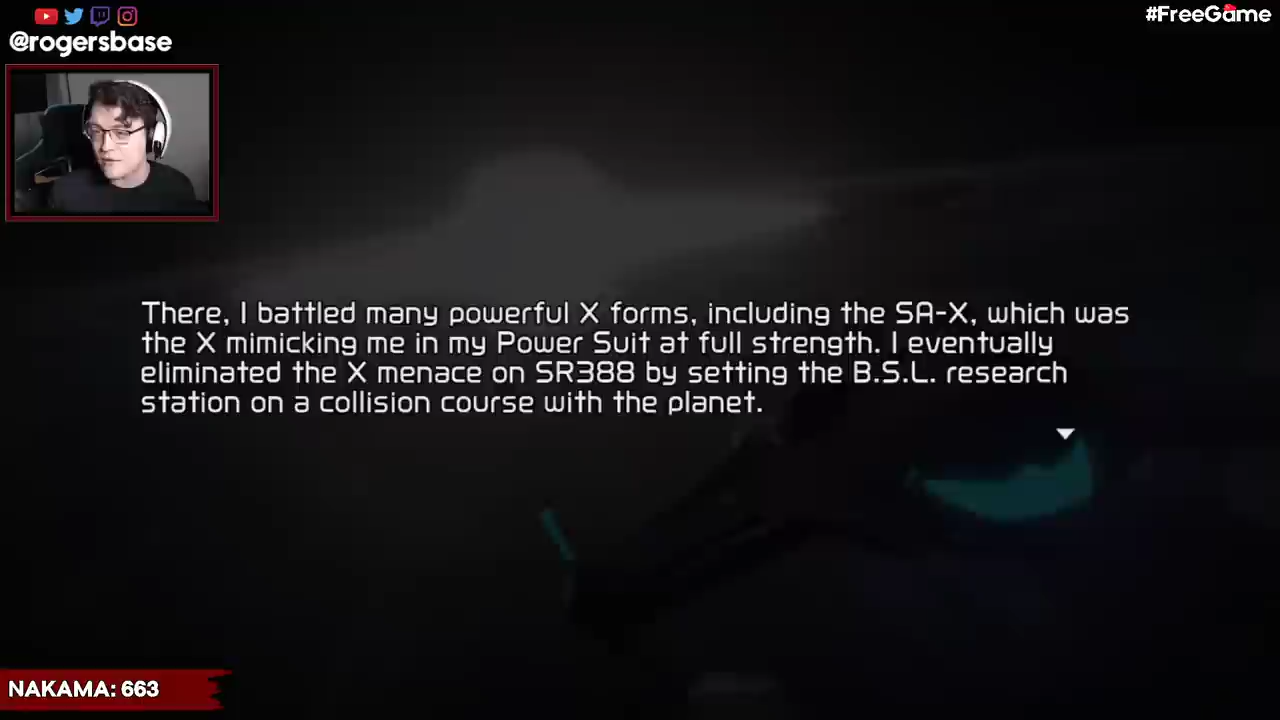 @rogersbase
#FreeGame
There, I battled many powerful X forms, including the SA-X, which was
the X mimicking me in my Power Suit at full strength. I eventually
eliminated the X menace on SR388 by setting the B.S.L. research
station on a collision course with the planet.
NAKAMA: 663